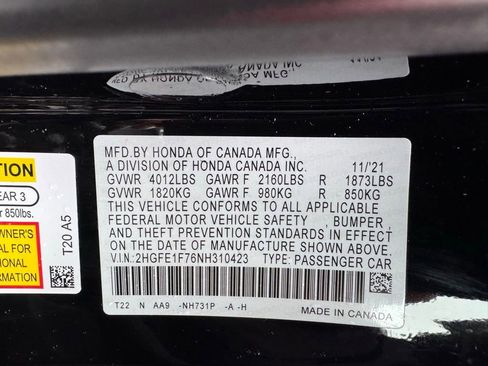 MFD.BY HONDA OF CANADA MFG.,
A DIVISION OF HONDA CANADA INC. 11/'21
GVWR 4012LBS GAWR F 2160LBS R 1873LBS
GVWR 1820KG GAWR F 980KG R 850KG
THIS VEHICLE CONFORMS TO ALL APPLICABLE
FEDERAL MOTOR VEHICLE SAFETY , BUMPER ,
AND THEFT PREVENTION STANDARDS IN EFFECT
ON THE DATE OF MANUFACTURE SHOWN ABOVE.
V.I.N:2HGFE1F76NH310423 TYPE: PASSENGER CAR
T22 N AA9 -NH731P -A -H
MADE IN CANADA
EAR 3
850lbs.
WNER'S
AL FOR
ONAL
RMATION
T20 A5